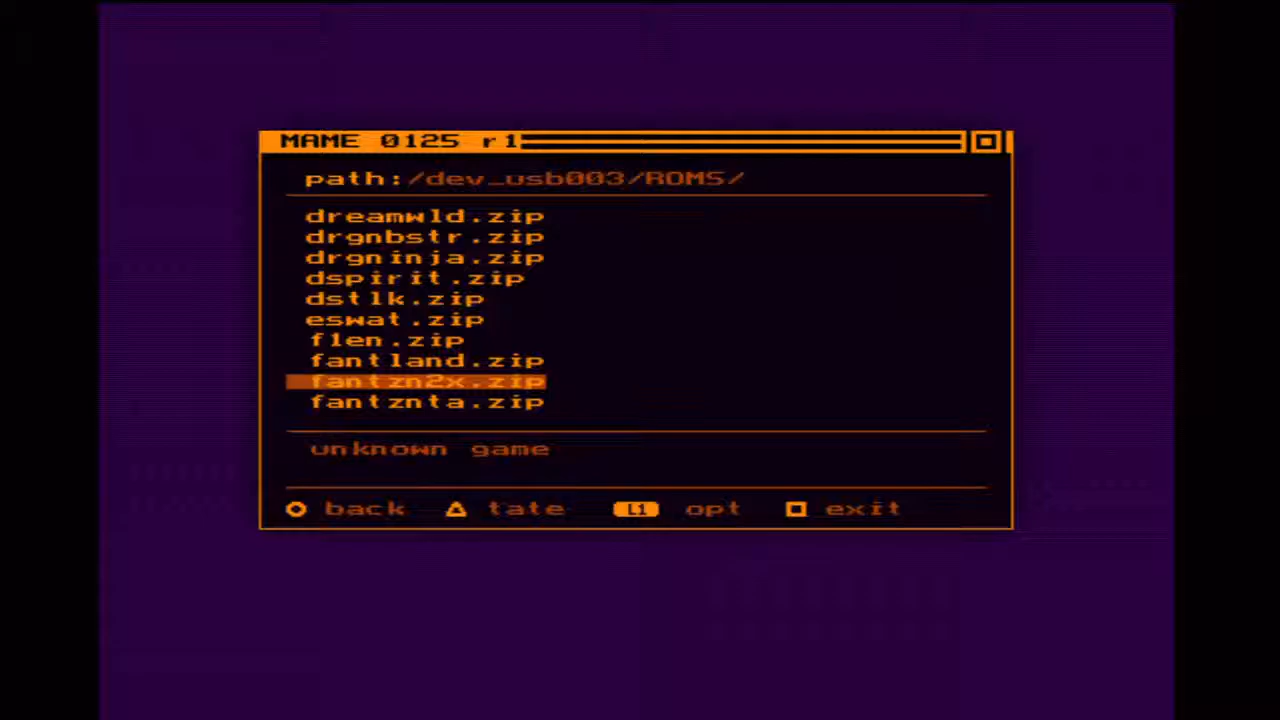 MAME 0125 r1
path:/dev_usb003/ROMS/
dreamwld.zip
drgnbstr.zip
drgninja.zip
dspirit.zip
dstlk.zip
eswat.zip
f1en.zip
fantland.zip
fantzn2x.zip
fantznta.zip
unknown game
back tate L1 opt exit